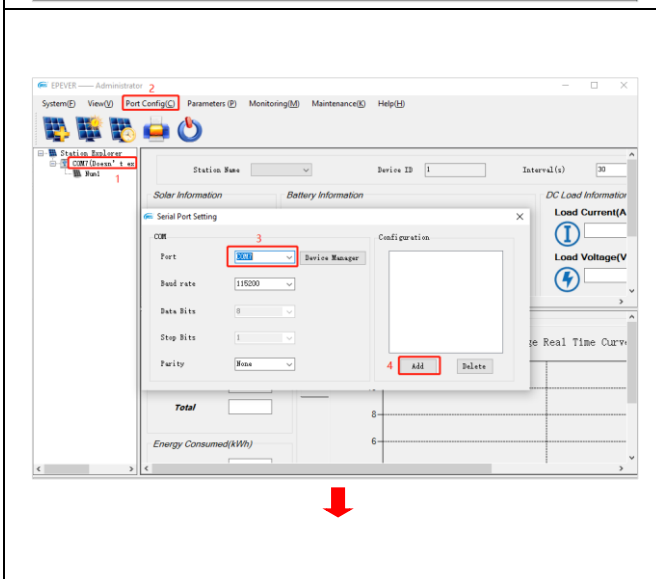 EPEVER —— Administrator
2
System(F) View(V) Port Config(C) Parameters (P) Monitoring(M) Maintenance(K) Help(H)
Station Explorer
COM7(Doesn' t ex
Num1
1
Station Name
Device ID 1
Interval(s) 30
Solar Information
Battery Information
DC Load Information
Load Current(A
Load Voltage(V
Serial Port Setting
COM
3
Configuration
Port
Device Manager
Baud rate 115200
Data Bits 0
Stop Bits 1
Parity None
4 Add Delete
ge Real Time Curve
Total
8
Energy Consumed(kWh)
6